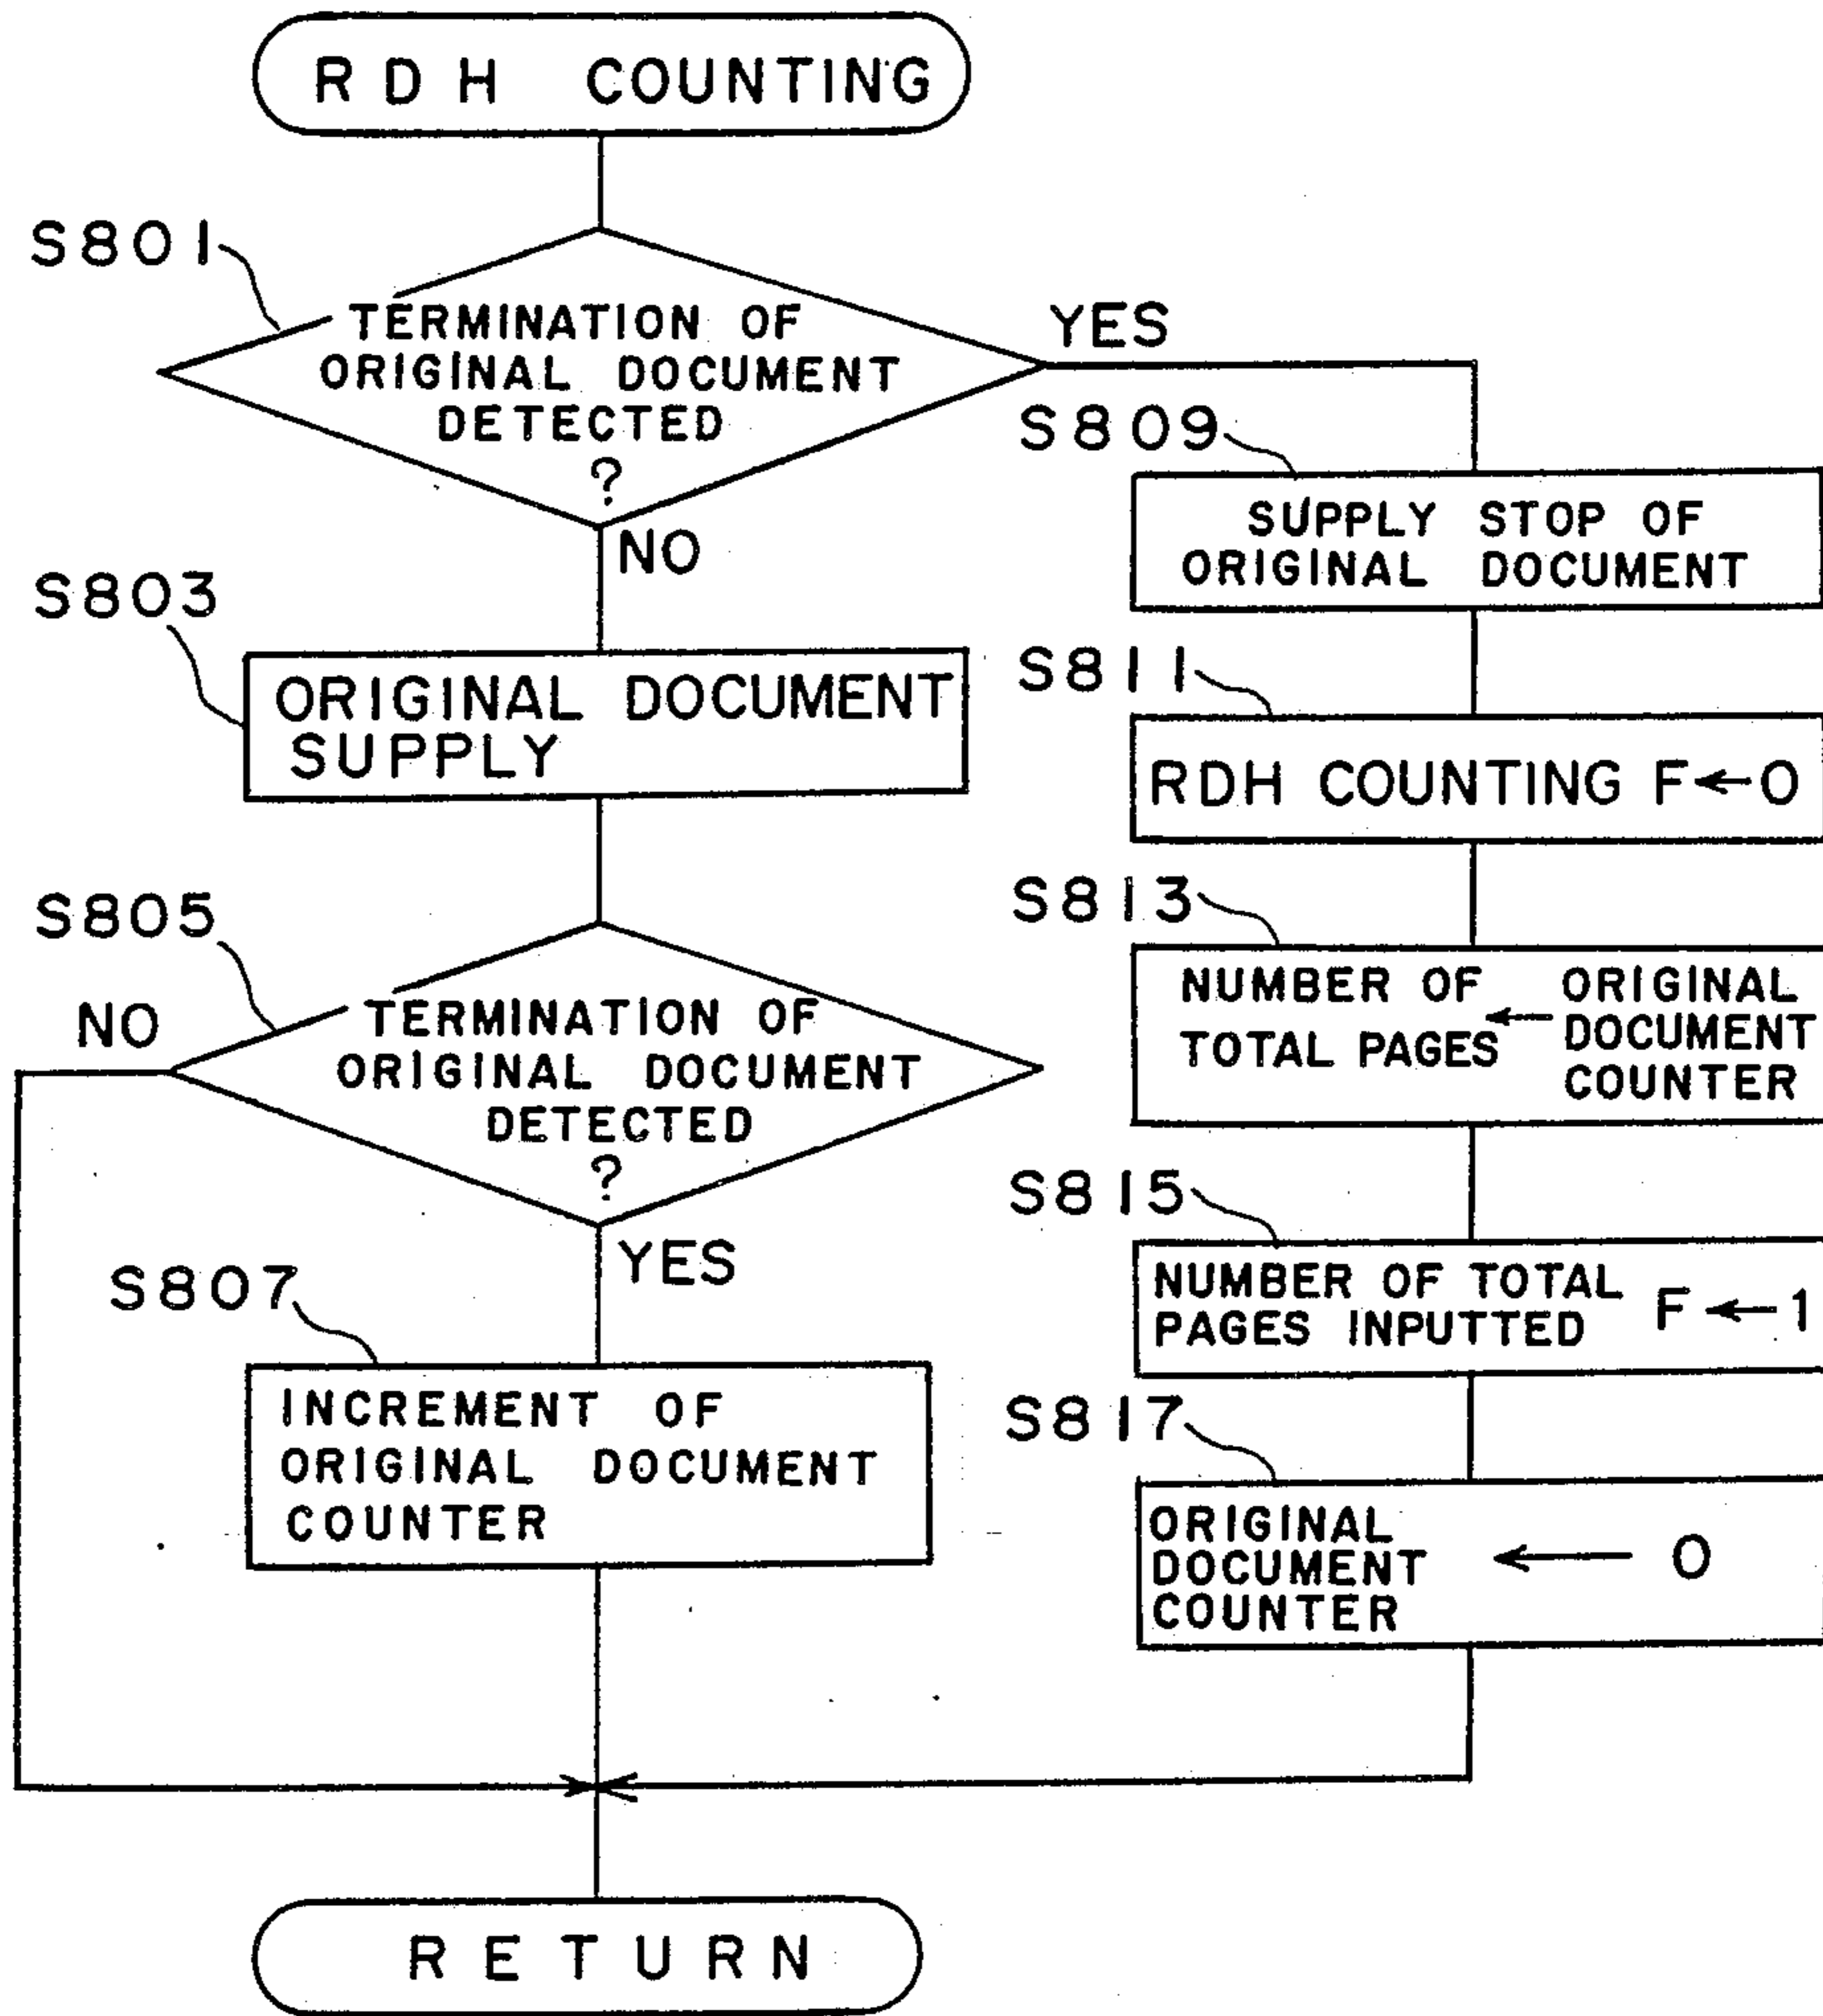 RDH COUNTING
S801
TERMINATION OF
ORIGINAL DOCUMENT
DETECTED
?
YES
NO
S803
ORIGINAL DOCUMENT
SUPPLY
S805
NO
TERMINATION OF
ORIGINAL DOCUMENT
DETECTED
?
YES
S807
INCREMENT OF
ORIGINAL DOCUMENT
COUNTER
S809
SUPPLY STOP OF
ORIGINAL DOCUMENT
S811
RDH COUNTING F←0
S813
NUMBER OF
TOTAL PAGES
←
ORIGINAL
DOCUMENT
COUNTER
S815
NUMBER OF TOTAL
PAGES INPUTTED
F←1
S817
ORIGINAL
DOCUMENT
COUNTER
← 0
RETURN